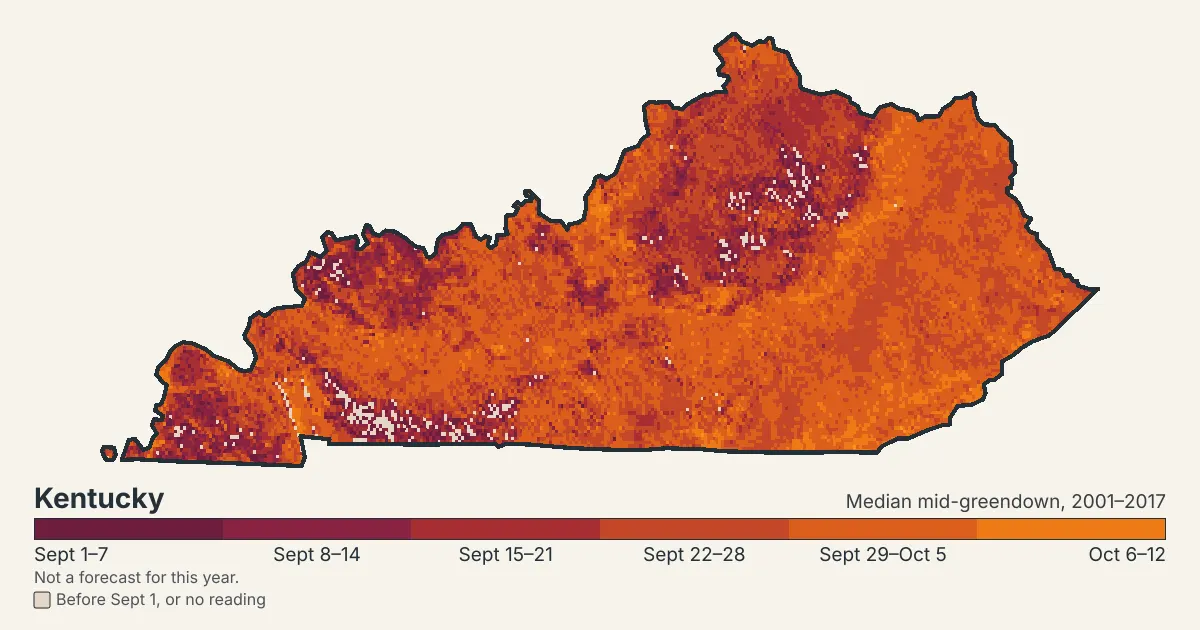 Kentucky
Median mid-greendown, 2001–2017
Sept 1–7
Sept 8–14
Sept 15–21
Sept 22–28
Sept 29–Oct 5
Oct 6–12
Not a forecast for this year.
Before Sept 1, or no reading